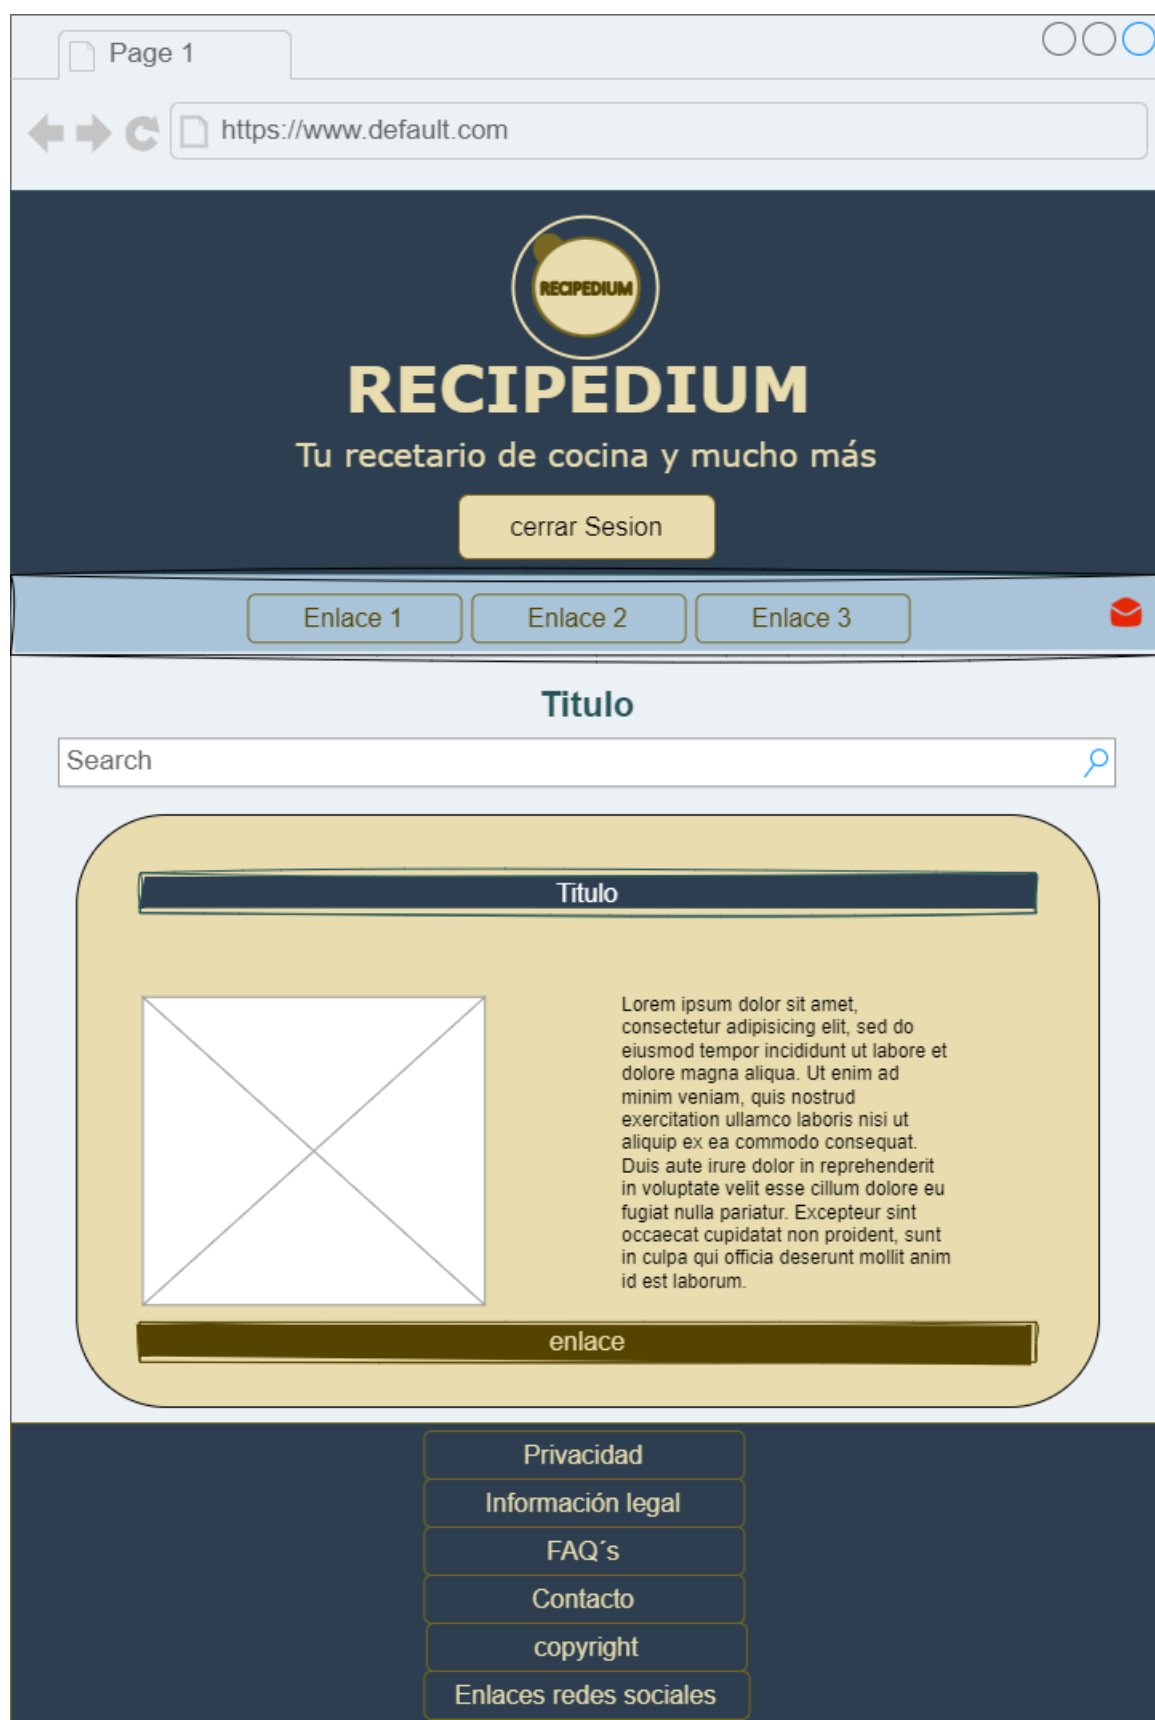 Page 1
https://www.default.com
RECIPEDIUM
RECIPEDIUM
Tu recetario de cocina y mucho más
cerrar Sesion
Enlace 1 Enlace 2 Enlace 3
Titulo
Search
Titulo
Lorem ipsum dolor sit amet,
consectetur adipisicing elit, sed do
eiusmod tempor incididunt ut labore et
dolore magna aliqua. Ut enim ad
minim veniam, quis nostrud
exercitation ullamco laboris nisi ut
aliquip ex ea commodo consequat.
Duis aute irure dolor in reprehenderit
in voluptate velit esse cillum dolore eu
fugiat nulla pariatur. Excepteur sint
occaecat cupidatat non proident, sunt
in culpa qui officia deserunt mollit anim
id est laborum.
enlace
Privacidad
Información legal
FAQ´s
Contacto
copyright
Enlaces redes sociales